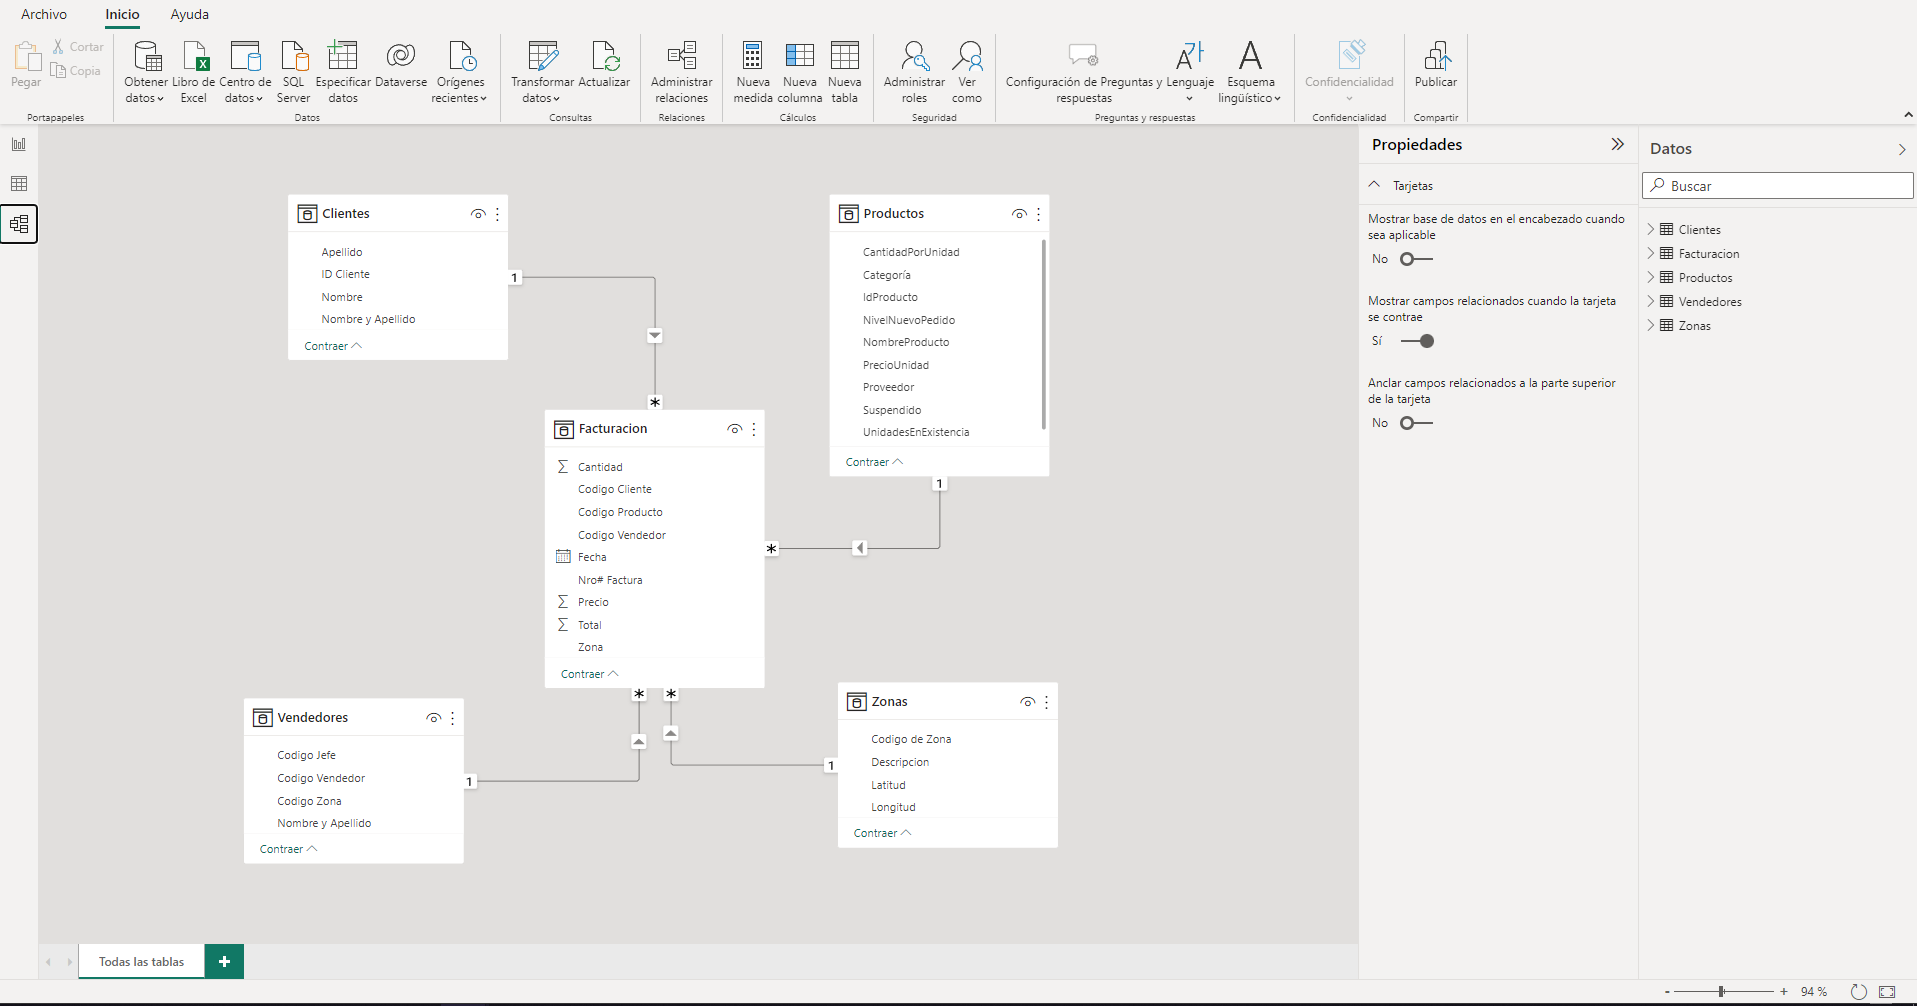 Archivo Inicio Ayuda
Pegar
Cortar
Copia
Portapapeles
Obtener
datos
Libro de
Excel
Centro de
datos
SQL
Server
Especificar
datos
Dataverse
Orígenes
recientes
Datos
Transformar
datos
Actualizar
Consultas
Administrar
relaciones
Relaciones
Nueva
medida
Nueva
columna
Nueva
tabla
Cálculos
Administrar
roles
Ver
como
Seguridad
Configuración de Preguntas y
respuestas
Lenguaje
Esquema
lingüístico
Preguntas y respuestas
Confidencialidad
Confidencialidad
Publicar
Compartir
Clientes
Apellido
ID Cliente
Nombre
Nombre y Apellido
Contraer
1
*
Productos
CantidadPorUnidad
Categoría
IdProducto
NivelNuevoPedido
NombreProducto
PrecioUnidad
Proveedor
Suspendido
UnidadesEnExistencia
Contraer
1
*
Facturacion
Cantidad
Codigo Cliente
Codigo Producto
Codigo Vendedor
Fecha
Nro# Factura
Precio
Total
Zona
Contraer
* *
Vendedores
Codigo Jefe
Codigo Vendedor
Codigo Zona
Nombre y Apellido
Contraer
1
Zonas
Codigo de Zona
Descripcion
Latitud
Longitud
Contraer
1
Propiedades
Tarjetas
Mostrar base de datos en el encabezado cuando
sea aplicable
No
Mostrar campos relacionados cuando la tarjeta
se contrae
Sí
Anclar campos relacionados a la parte superior
de la tarjeta
No
Datos
Buscar
Clientes
Facturacion
Productos
Vendedores
Zonas
Todas las tablas +
- + 94 %